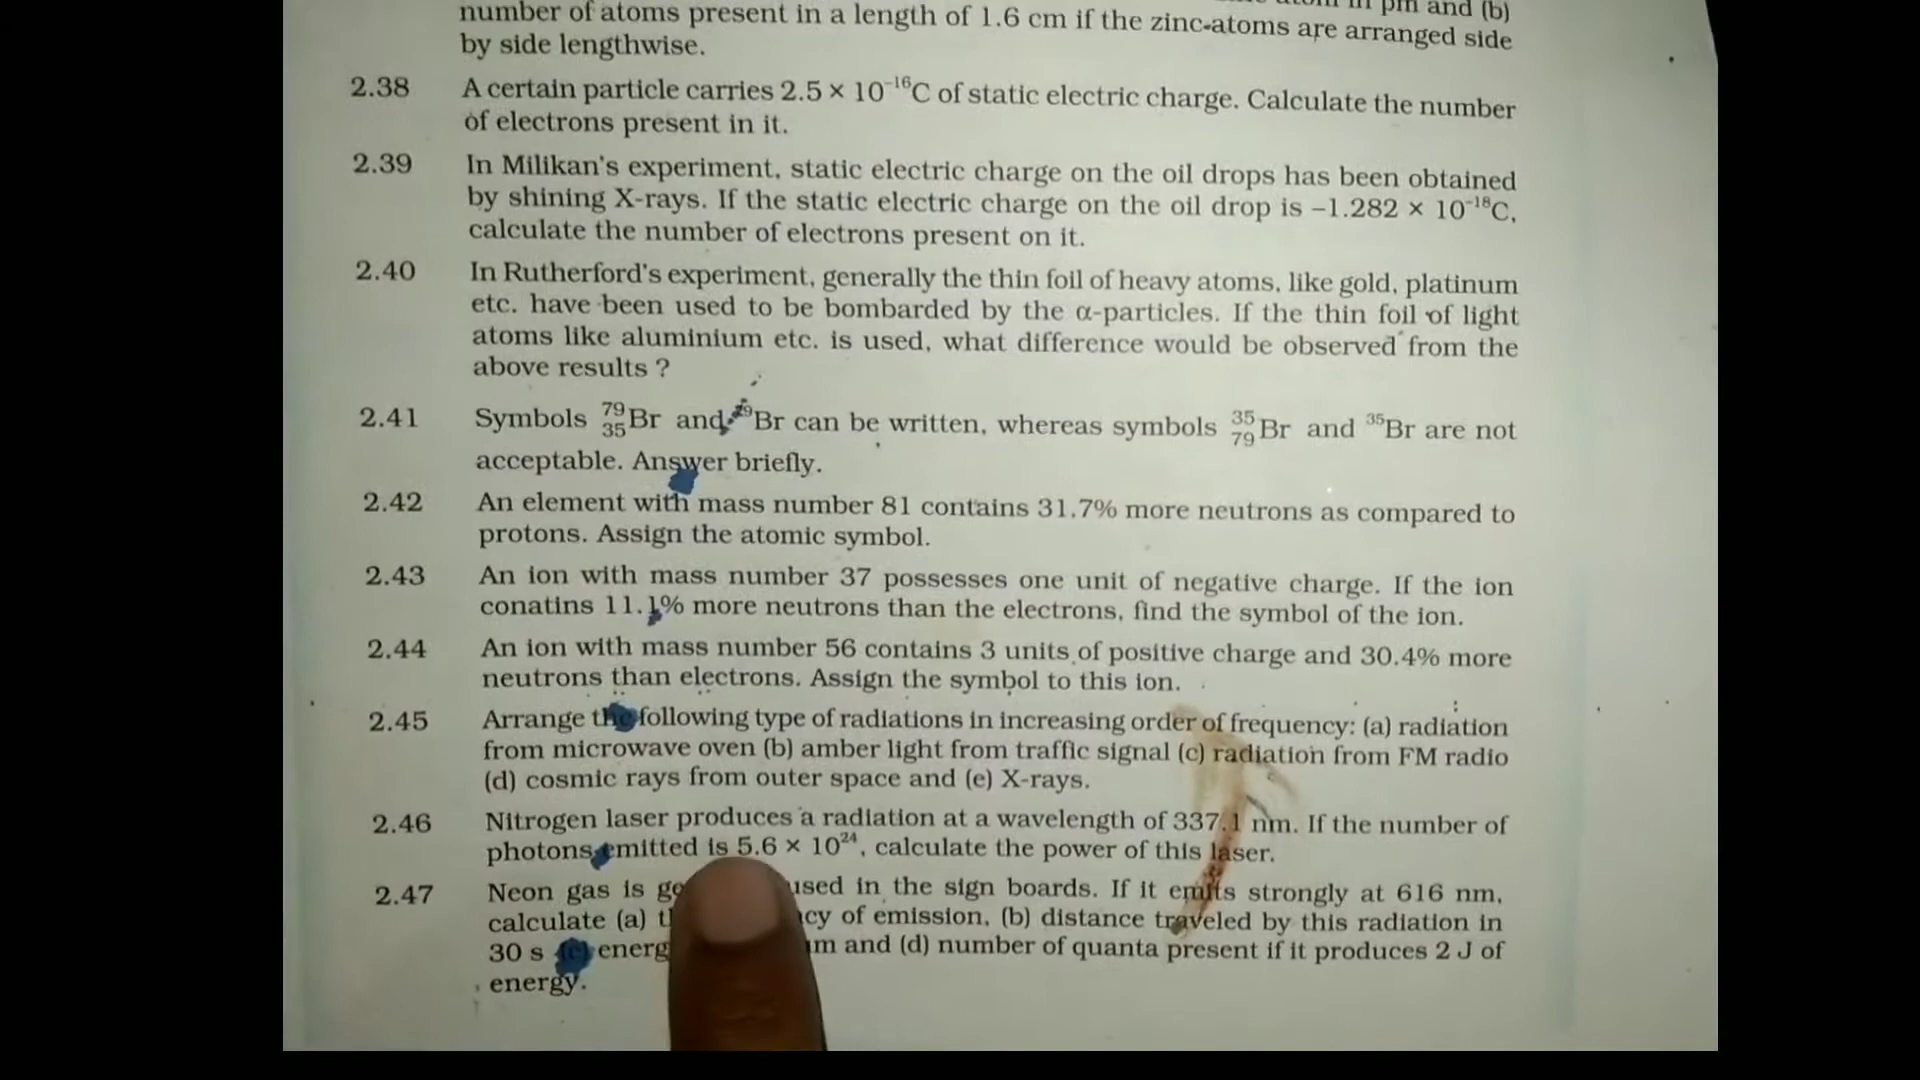 number of atoms present in a length of 1.6 cm if the zinc-atoms are arranged side
by side lengthwise.
2.38 A certain particle carries 2.5 × 10⁻¹⁶C of static electric charge. Calculate the number
of electrons present in it.
2.39 In Milikan's experiment, static electric charge on the oil drops has been obtained
by shining X-rays. If the static electric charge on the oil drop is –1.282 × 10⁻¹⁸C,
calculate the number of electrons present on it.
2.40 In Rutherford's experiment, generally the thin foil of heavy atoms, like gold, platinum
etc. have been used to be bombarded by the α-particles. If the thin foil of light
atoms like aluminium etc. is used, what difference would be observed from the
above results ?
2.41 Symbols ⁷⁹₃₅Br and ⁷⁹Br can be written, whereas symbols ³⁵₇₉Br and ³⁵Br are not
acceptable. Answer briefly.
2.42 An element with mass number 81 contains 31.7% more neutrons as compared to
protons. Assign the atomic symbol.
2.43 An ion with mass number 37 possesses one unit of negative charge. If the ion
conatins 11.1% more neutrons than the electrons, find the symbol of the ion.
2.44 An ion with mass number 56 contains 3 units of positive charge and 30.4% more
neutrons than electrons. Assign the symbol to this ion.
2.45 Arrange the following type of radiations in increasing order of frequency: (a) radiation
from microwave oven (b) amber light from traffic signal (c) radiation from FM radio
(d) cosmic rays from outer space and (e) X-rays.
2.46 Nitrogen laser produces a radiation at a wavelength of 337.1 nm. If the number of
photons emitted is 5.6 × 10²⁴, calculate the power of this laser.
2.47 Neon gas is used in the sign boards. If it emits strongly at 616 nm,
calculate (a) of emission, (b) distance traveled by this radiation in
30 s (c) and (d) number of quanta present if it produces 2 J of
energy.